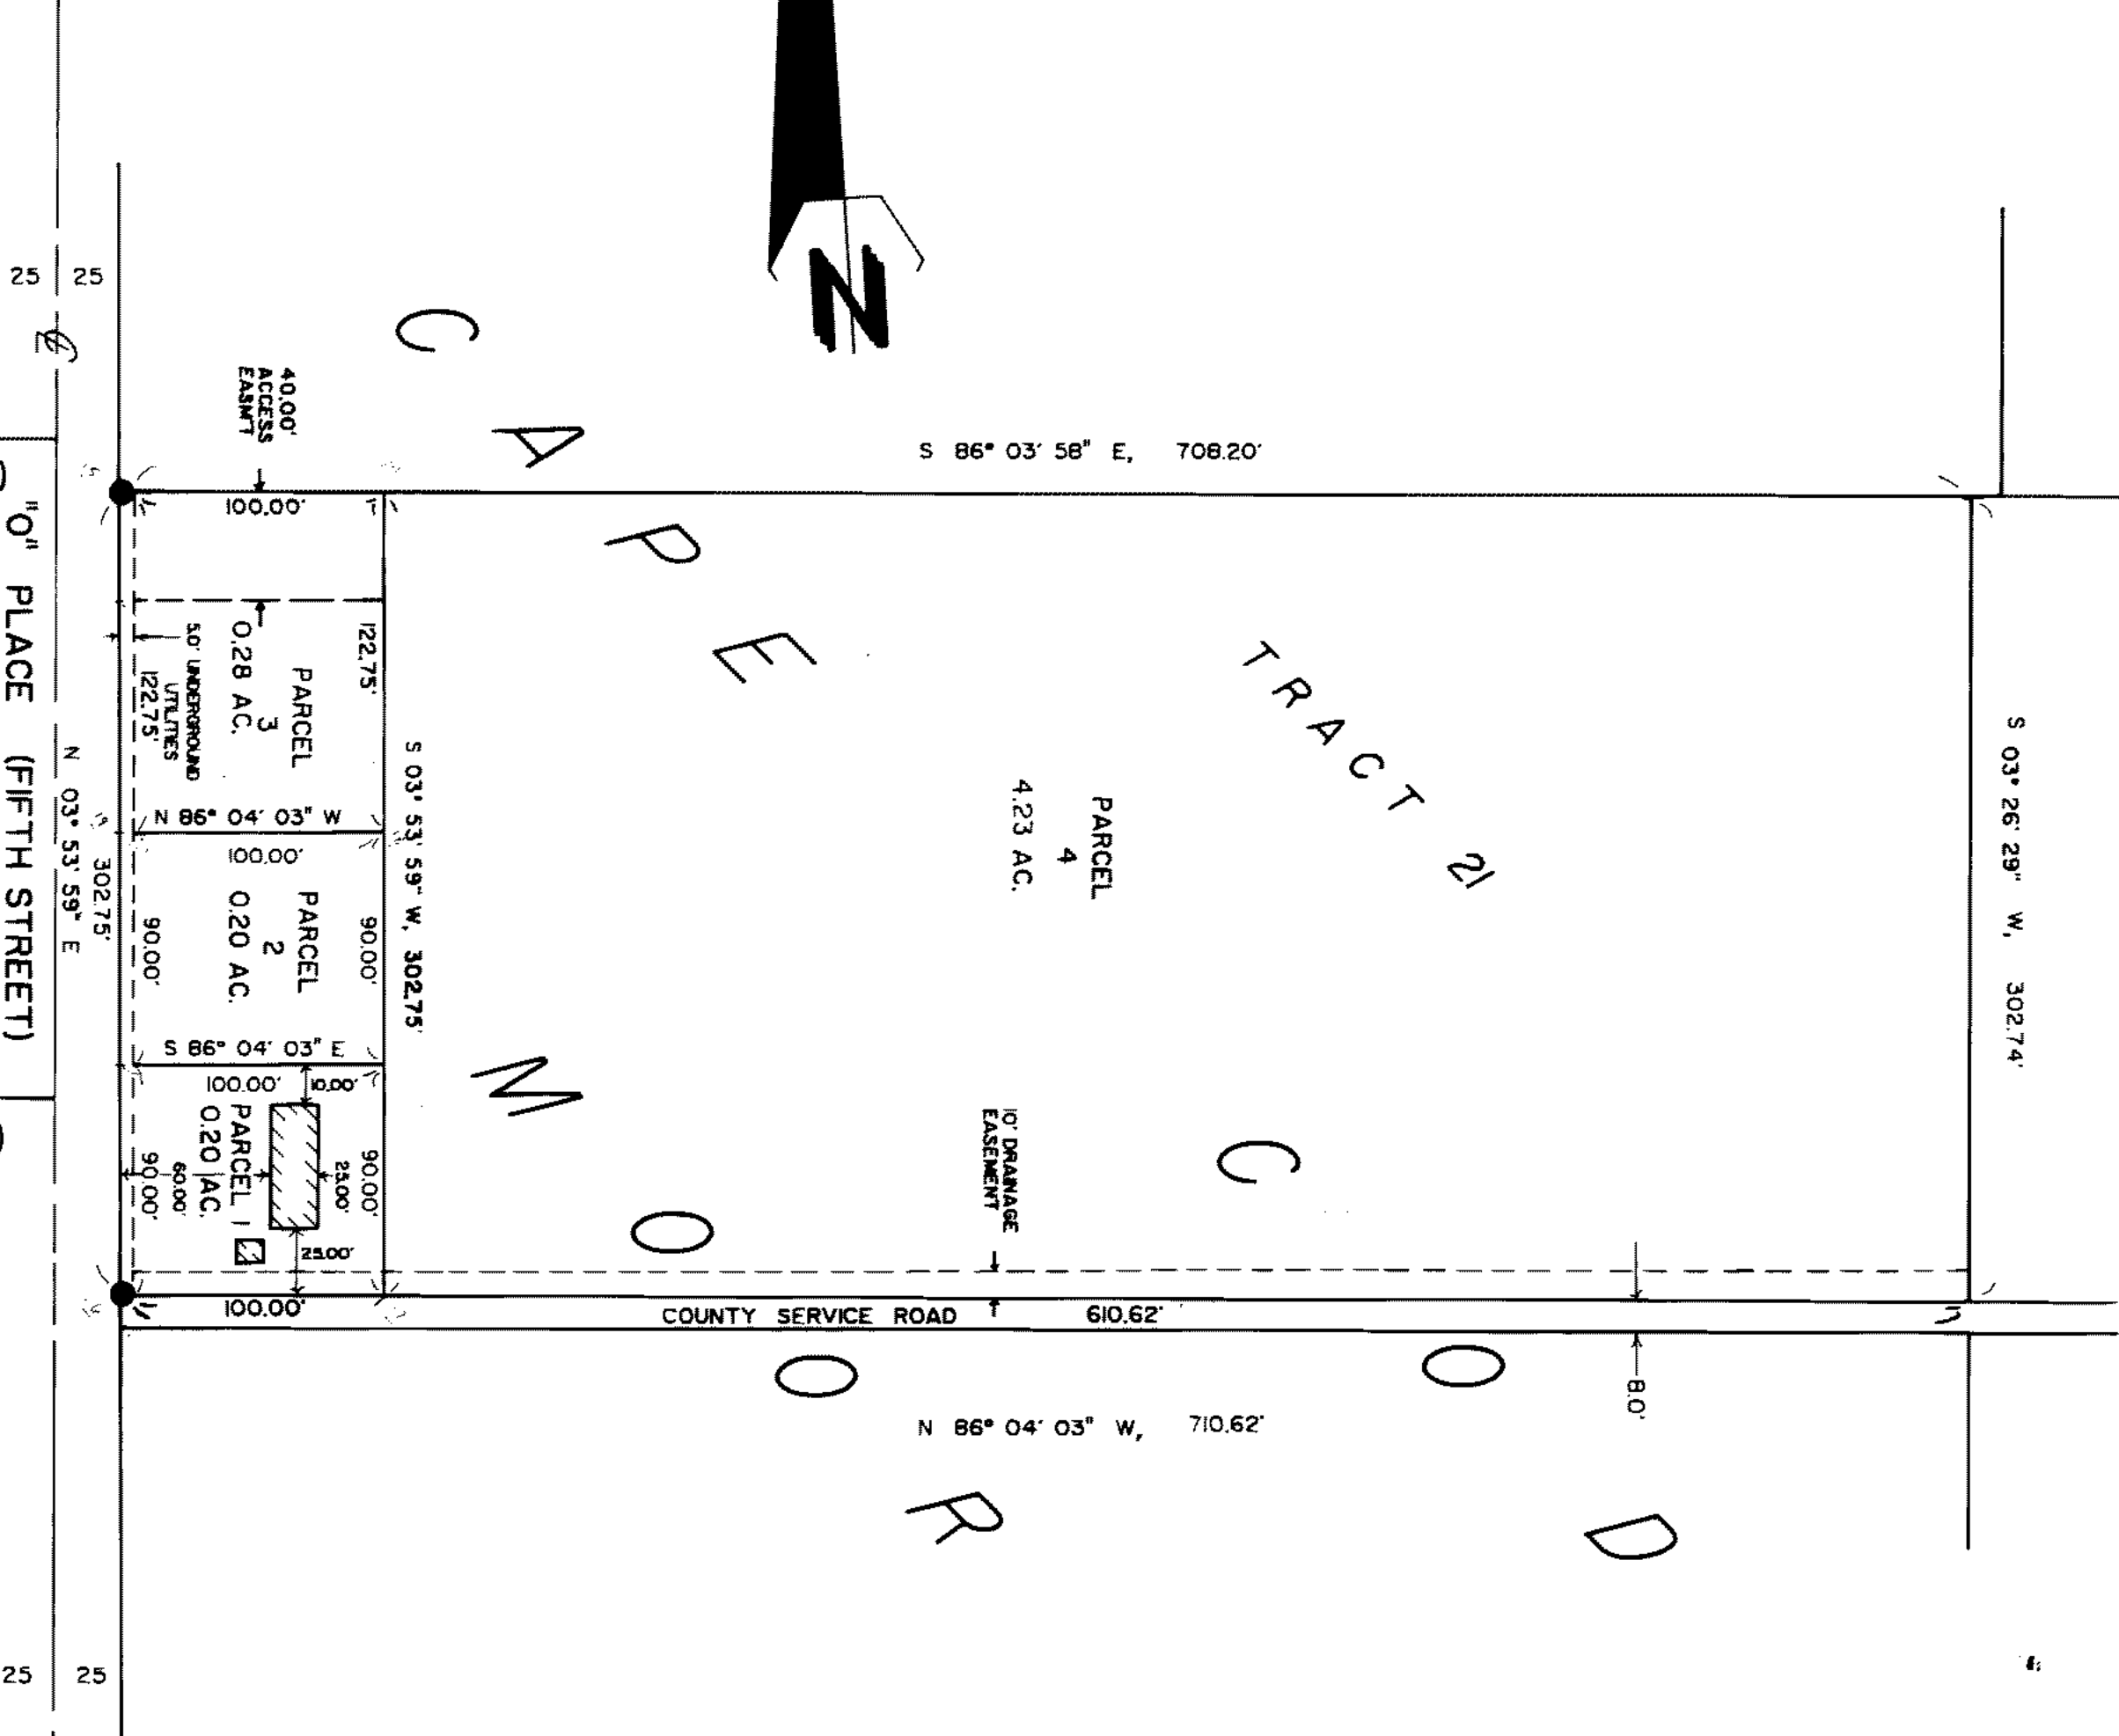 N
25 25
C A P E
M O O R
C O D
TRACT 21
S 86° 03' 58" E, 708.20'
40.00'
ACCESS
EASM'T
100.00'
122.75'
PARCEL
3
0.28 AC.
5.0' UNDERGROUND
UTILITIES
122.75'
N 86° 04' 03" W
100.00'
90.00'
PARCEL
2
0.20 AC.
90.00'
S 86° 04' 03" E
100.00'
10.00'
90.00'
25.00'
PARCEL 1
0.20 AC.
60.00'
90.00'
25.00'
100.00'
S 03° 53' 59" W, 302.75'
PARCEL
4
4.23 AC.
S 03° 26' 29" W, 302.74'
10' DRAINAGE
EASEMENT
COUNTY SERVICE ROAD 610.62'
8.0'
N 86° 04' 03" W, 710.62'
302.75'
N 03° 53' 59" E
"O" PLACE (FIFTH STREET)
25 25